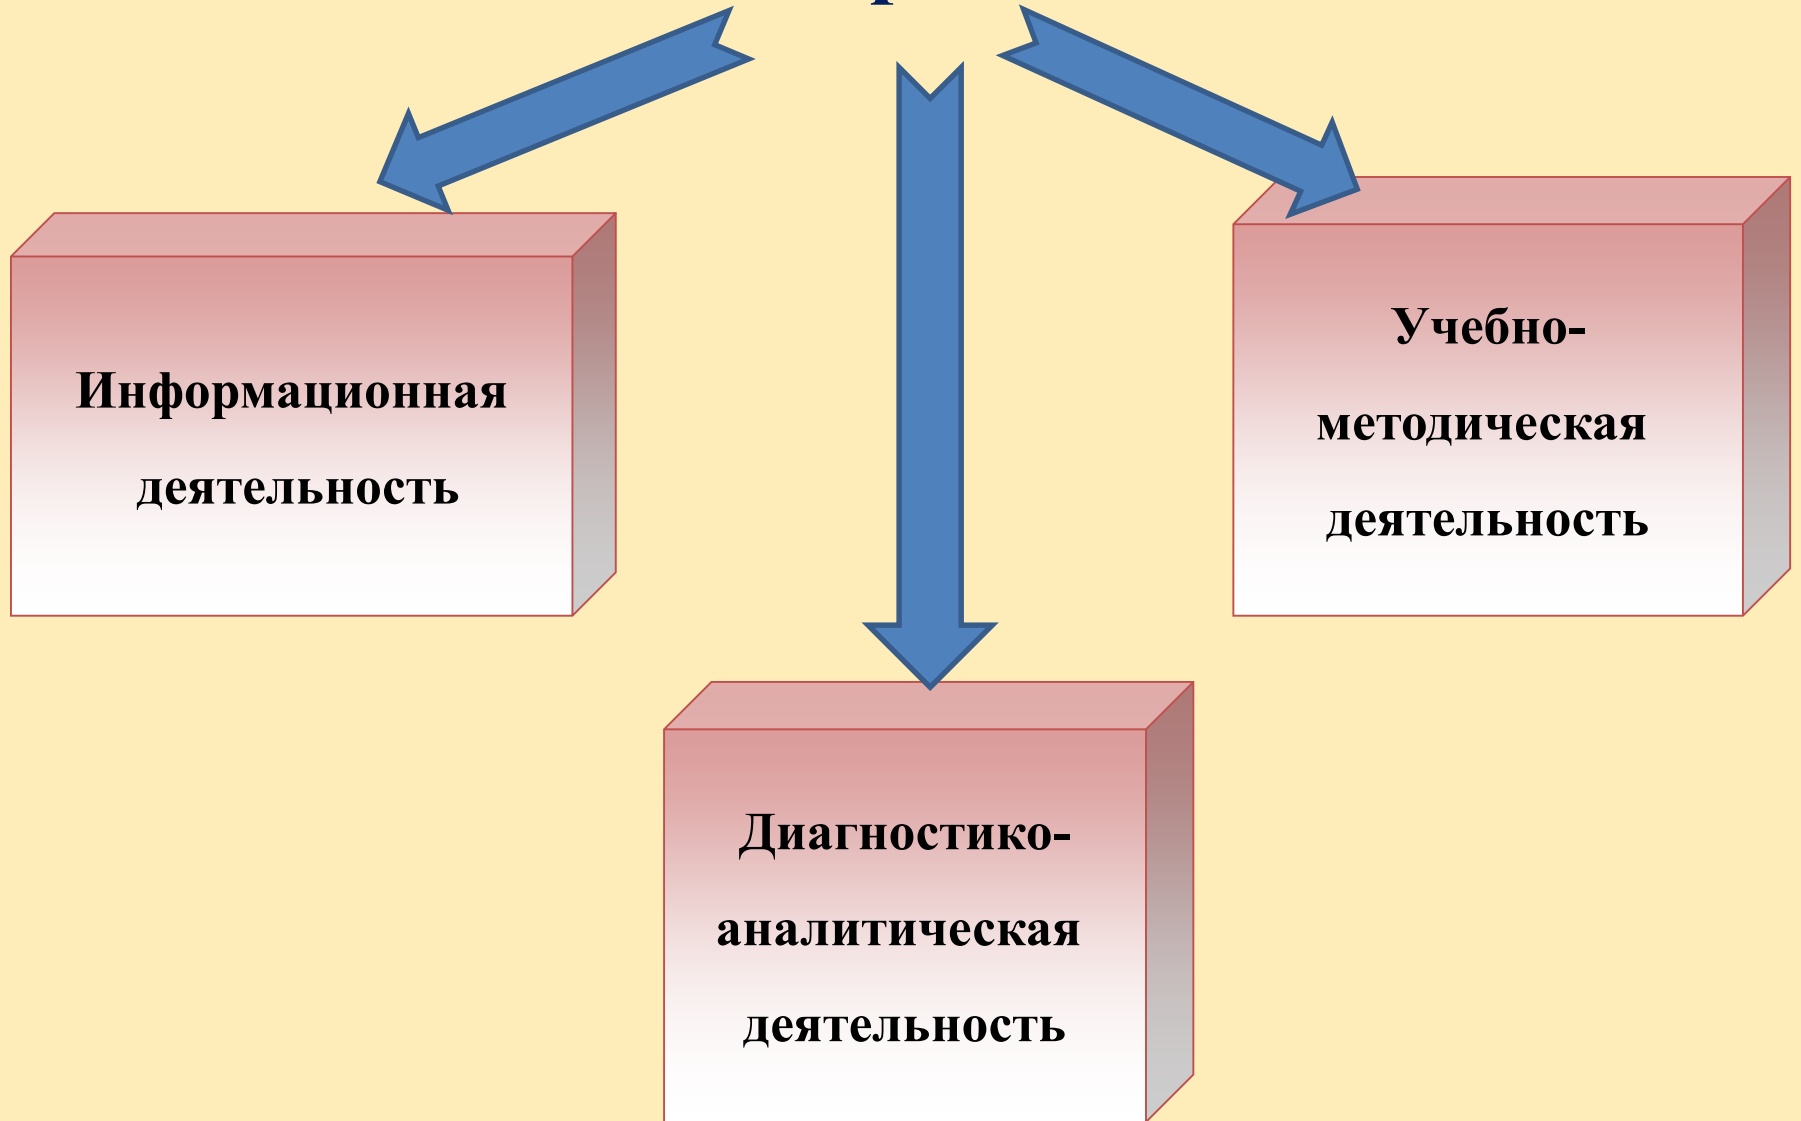 Информационная
деятельность
Учебно-
методическая
деятельность
Диагностико-
аналитическая
деятельность